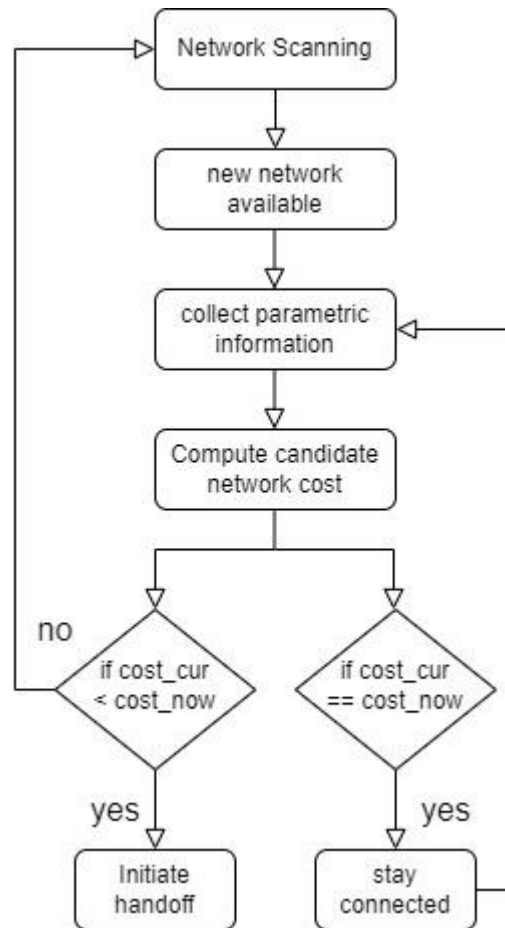 Network Scanning
new network
available
collect parametric
information
Compute candidate
network cost
no
if cost_cur
< cost_now
if cost_cur
== cost_now
yes
yes
Initiate
handoff
stay
connected